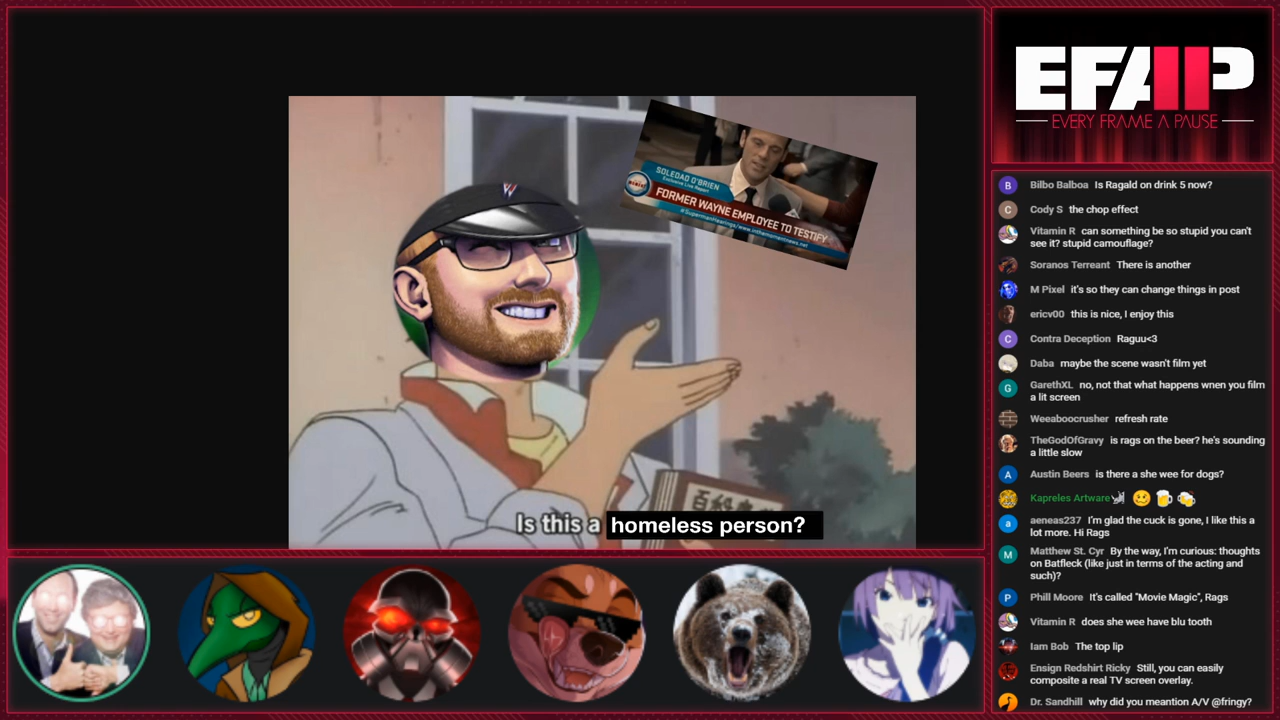 SOLEDAD O'BRIEN
Exclusive Live Report
FORMER WAYNE EMPLOYEE TO TESTIFY
#SupermanHearings/www.inthemomentnews.net
Is this a homeless person?
EFAP
EVERY FRAME A PAUSE
B Bilbo Balboa Is Ragald on drink 5 now?
C Cody S the chop effect
Vitamin R can something be so stupid you can't
see it? stupid camouflage?
Soranos Terreant There is another
M Pixel it's so they can change things in post
ericv00 this is nice, I enjoy this
C Contra Deception Raguu<3
Daba maybe the scene wasn't film yet
G GarethXL no, not that what happens wnen you film
a lit screen
Weeaboocrusher refresh rate
TheGodOfGravy is rags on the beer? he's sounding
a little slow
A Austin Beers is there a she wee for dogs?
Kapreles Artware
a aeneas237 I'm glad the cuck is gone, I like this a
lot more. Hi Rags
M Matthew St. Cyr By the way, I'm curious: thoughts
on Batfleck (like just in terms of the acting and
such)?
P Phill Moore It's called "Movie Magic", Rags
Vitamin R does she wee have blu tooth
Iam Bob The top lip
Ensign Redshirt Ricky Still, you can easily
composite a real TV screen overlay.
Dr. Sandhill why did you meantion A/V @fringy?